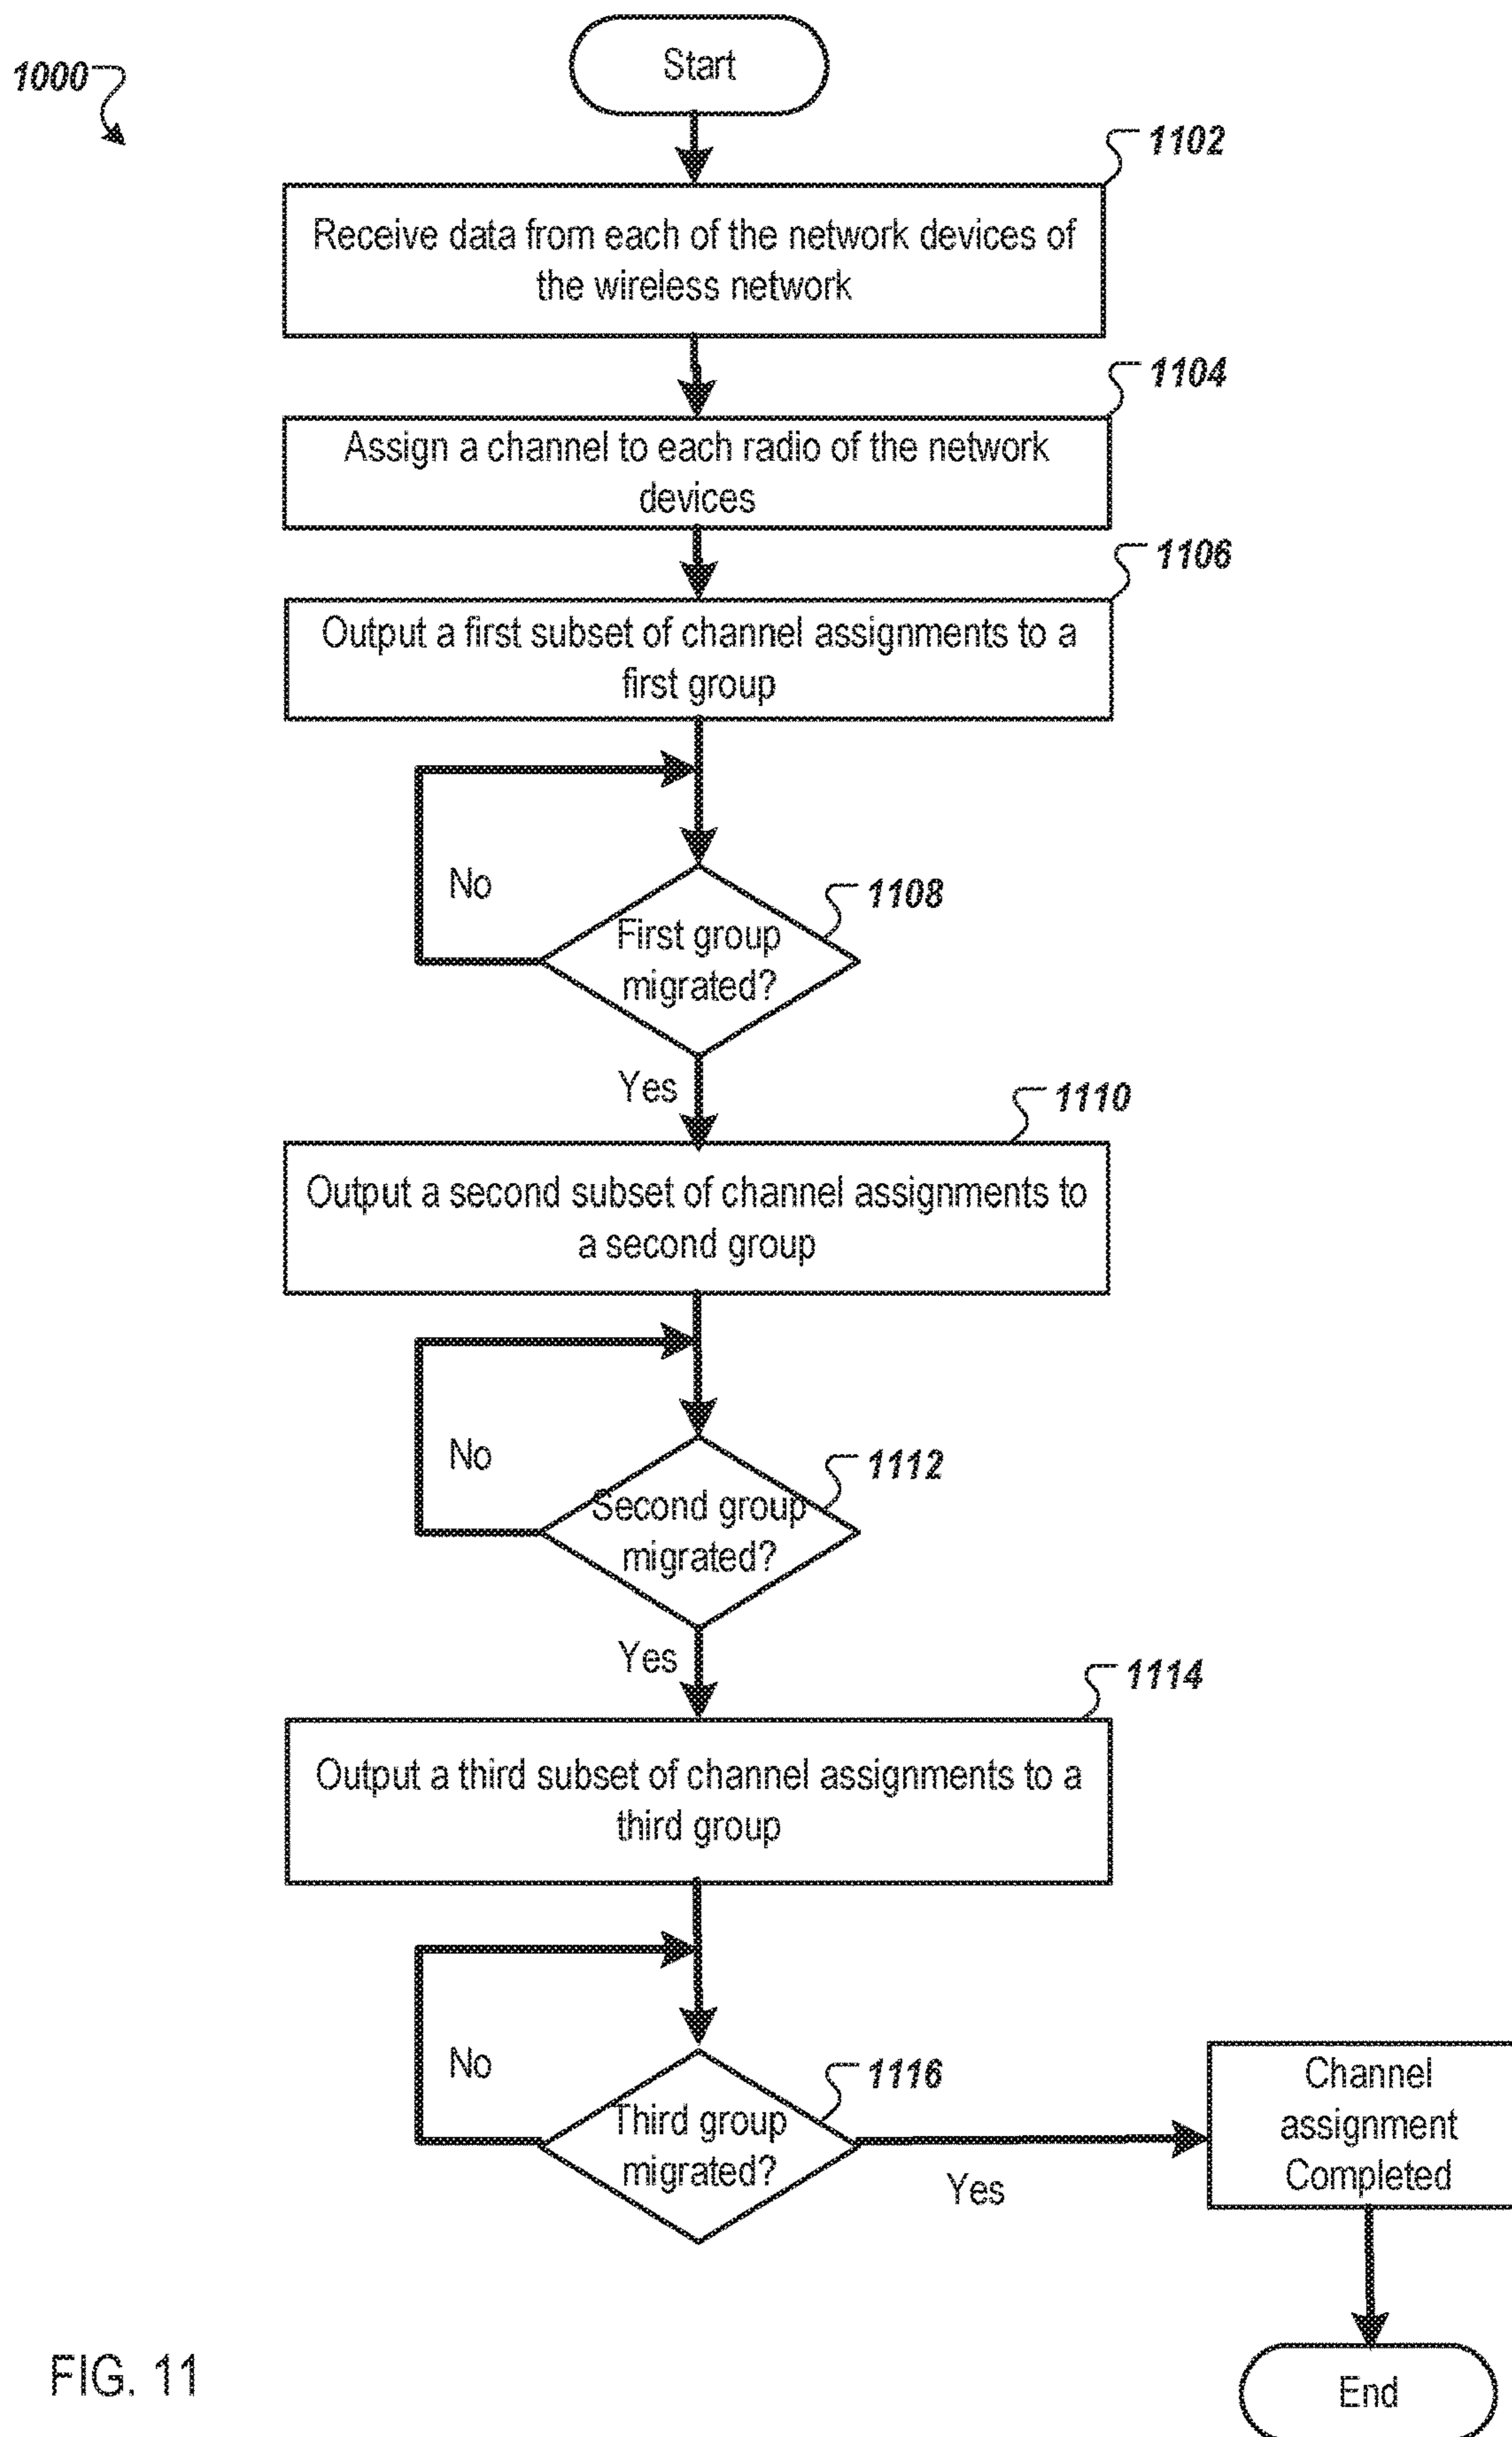 Start
1000
1102
Receive data from each of the network devices of
the wireless network
1104
Assign a channel to each radio of the network
devices
1106
Output a first subset of channel assignments to a
first group
No
1108
First group
migrated?
Yes
1110
Output a second subset of channel assignments to
a second group
No
1112
Second group
migrated?
Yes
1114
Output a third subset of channel assignments to a
third group
No
1116
Third group
migrated?
Yes
Channel
assignment
Completed
End
FIG. 11